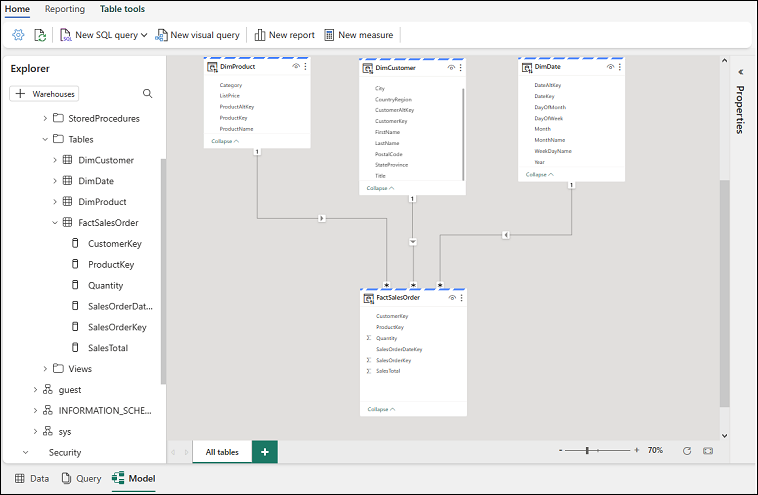 Home Reporting Table tools
New SQL query New visual query New report New measure
Explorer
Warehouses
StoredProcedures
Tables
DimCustomer
DimDate
DimProduct
FactSalesOrder
CustomerKey
ProductKey
Quantity
SalesOrderDat...
SalesOrderKey
SalesTotal
Views
guest
INFORMATION_SCHE...
sys
Security
DimProduct
Category
ListPrice
ProductAltKey
ProductKey
ProductName
Collapse
1
DimCustomer
City
CountryRegion
CustomerAltKey
CustomerKey
FirstName
LastName
PostalCode
StateProvince
Title
Collapse
1
DimDate
DateAltKey
DateKey
DayOfMonth
DayOfWeek
Month
MonthName
WeekDayName
Year
Collapse
1
* * *
FactSalesOrder
CustomerKey
ProductKey
Σ Quantity
SalesOrderDateKey
Σ SalesOrderKey
Σ SalesTotal
Collapse
Properties
All tables +
- + 70%
Data Query Model